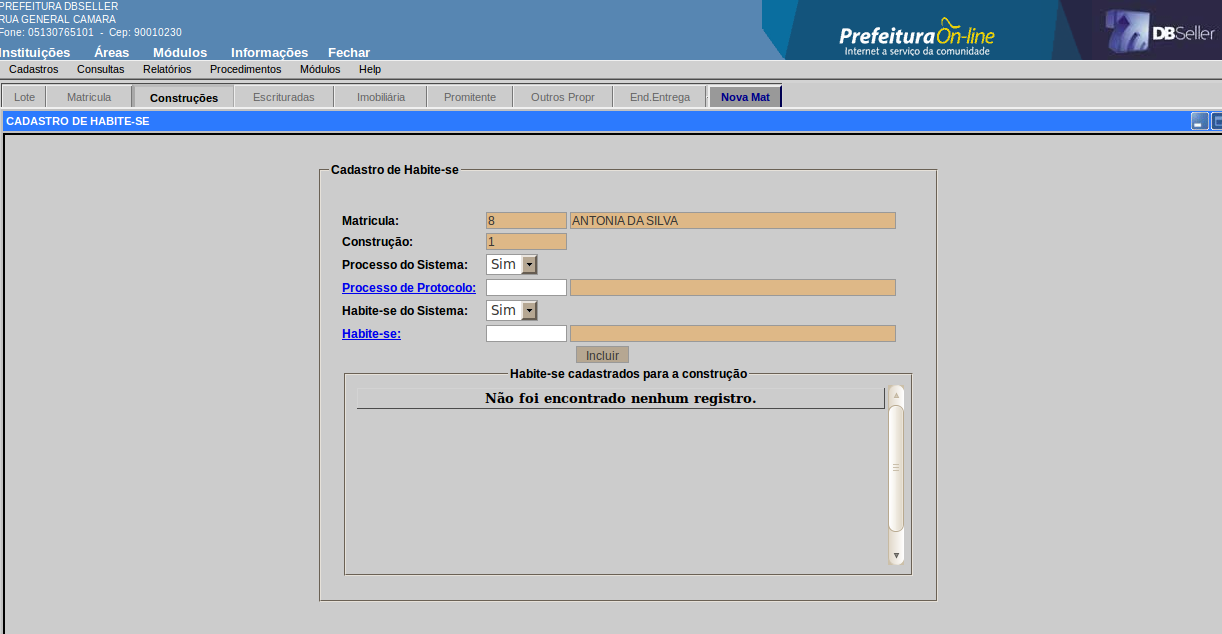 PREFEITURA DBSELLER
RUA GENERAL CAMARA
Fone: 05130765101 - Cep: 90010230
Prefeitura On-line
Internet a serviço da comunidade
DBSeller
Instituições Áreas Módulos Informações Fechar
Cadastros Consultas Relatórios Procedimentos Módulos Help
Lote Matricula Construções Escrituradas Imobiliária Promitente Outros Propr End.Entrega Nova Mat
CADASTRO DE HABITE-SE
Cadastro de Habite-se
Matricula: 8 ANTONIA DA SILVA
Construção: 1
Processo do Sistema: Sim
Processo de Protocolo:
Habite-se do Sistema: Sim
Habite-se:
Incluir
Habite-se cadastrados para a construção
Não foi encontrado nenhum registro.